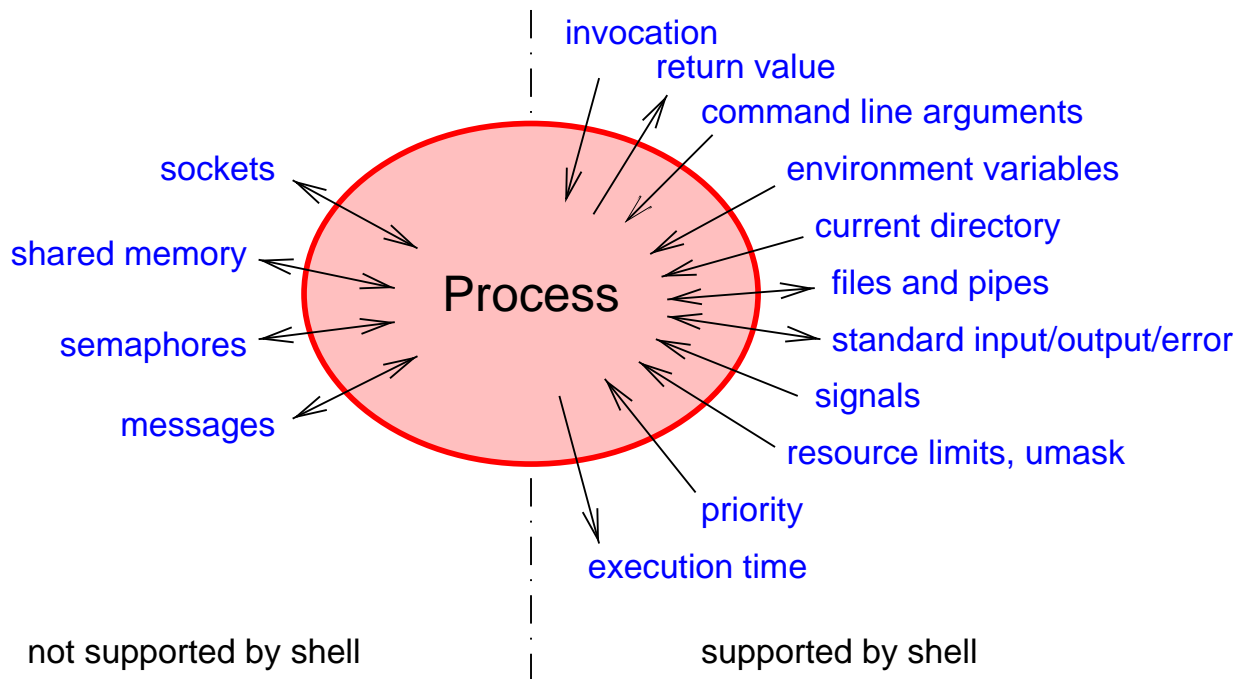 invocation
return value
command line arguments
sockets
environment variables
current directory
shared memory
files and pipes
Process
standard input/output/error
semaphores
signals
messages
resource limits, umask
priority
execution time
not supported by shell
supported by shell